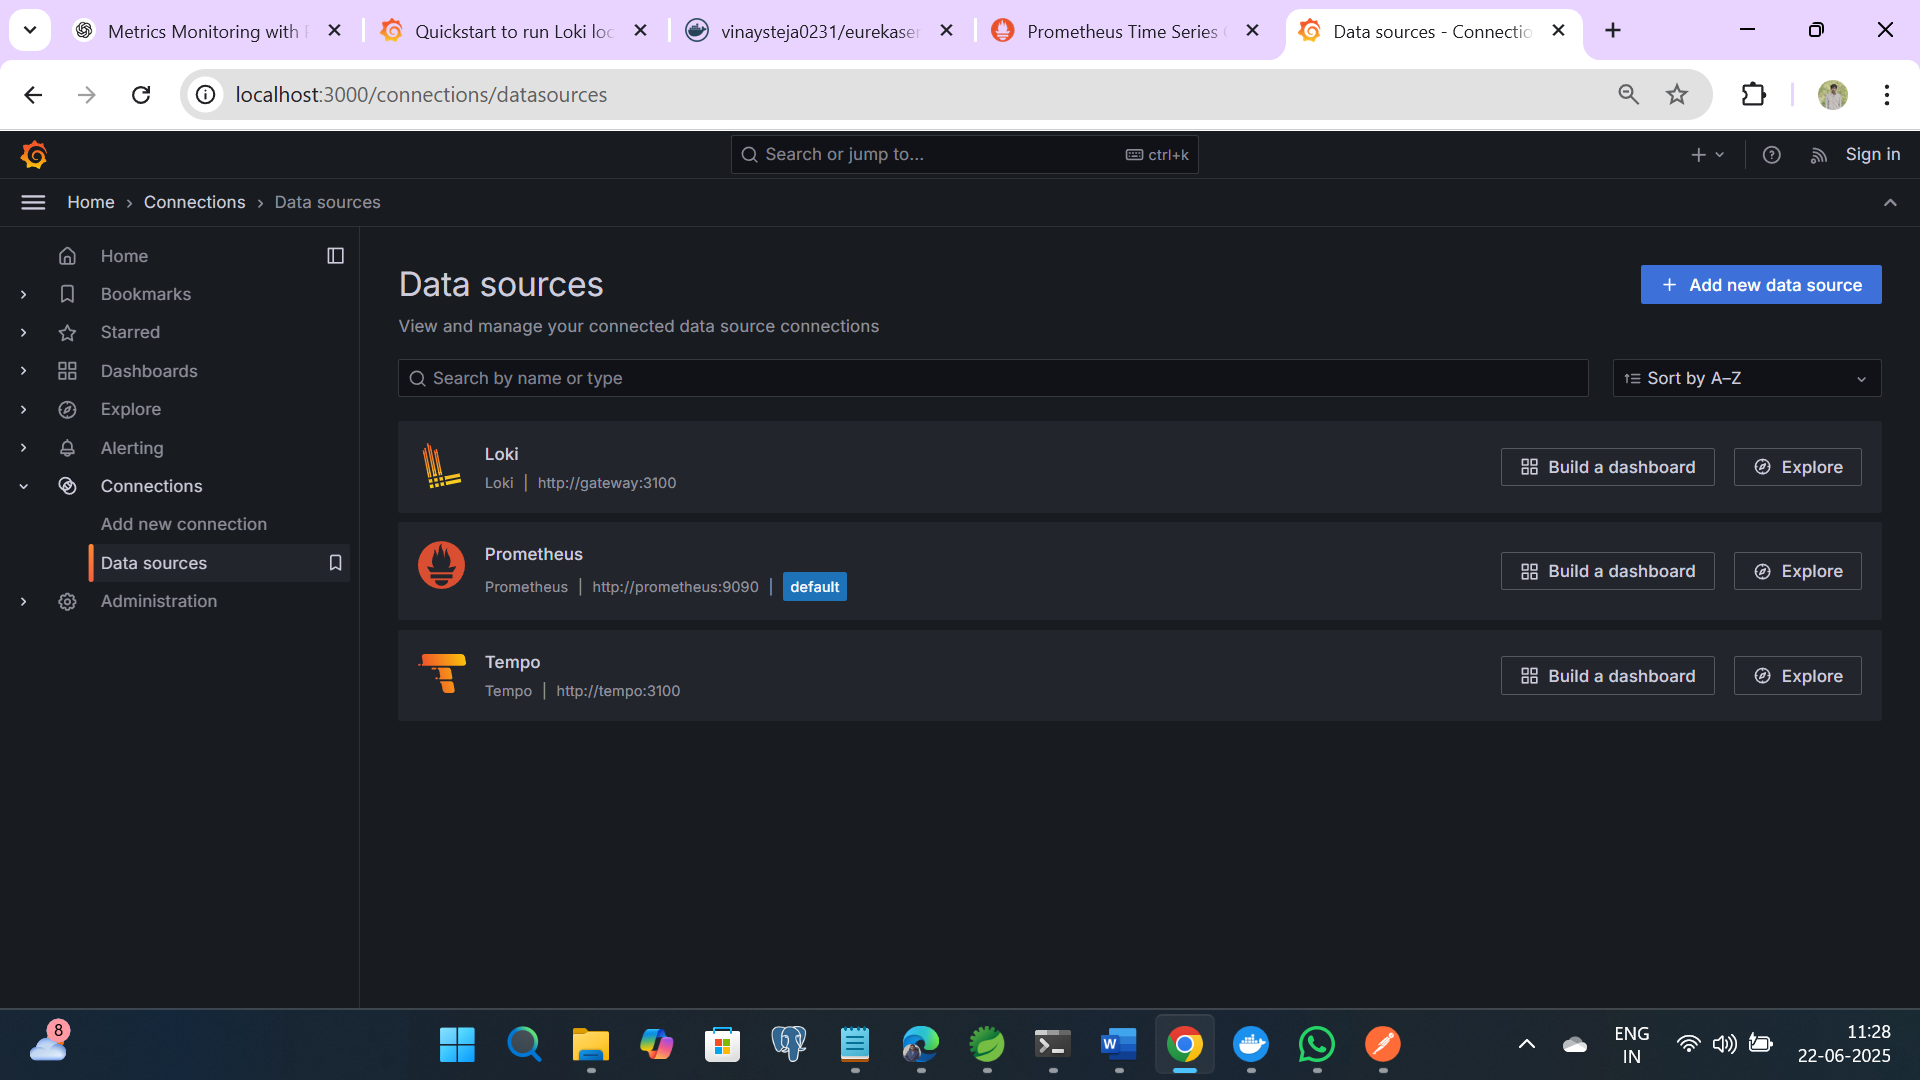 Metrics Monitoring with
Quickstart to run Loki loc
vinaysteja0231/eurekaser
Prometheus Time Series
Data sources - Connectio
localhost:3000/connections/datasources
Search or jump to...
ctrl+k
Sign in
Home
Connections
Data sources
Home
Bookmarks
Starred
Dashboards
Explore
Alerting
Connections
Add new connection
Data sources
Administration
Data sources
Add new data source
View and manage your connected data source connections
Search by name or type
Sort by A–Z
Loki
Loki | http://gateway:3100
Build a dashboard
Explore
Prometheus
Prometheus | http://prometheus:9090 | default
Build a dashboard
Explore
Tempo
Tempo | http://tempo:3100
Build a dashboard
Explore
8
ENG
IN
11:28
22-06-2025